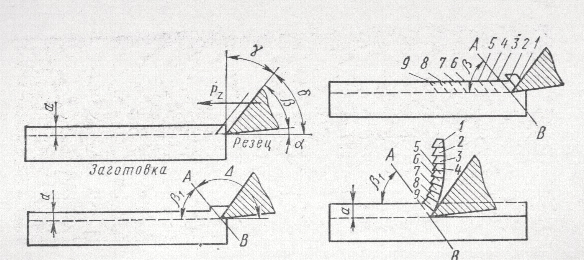 γ
a
P_Z
β
δ
α
Заготовка
Резец
9 8 7 6 5 4 3 2 1
A
β
B
a
A
β₁
Δ
B
1
2
3
4
5
6
7
8
9
A
β₁
a
B